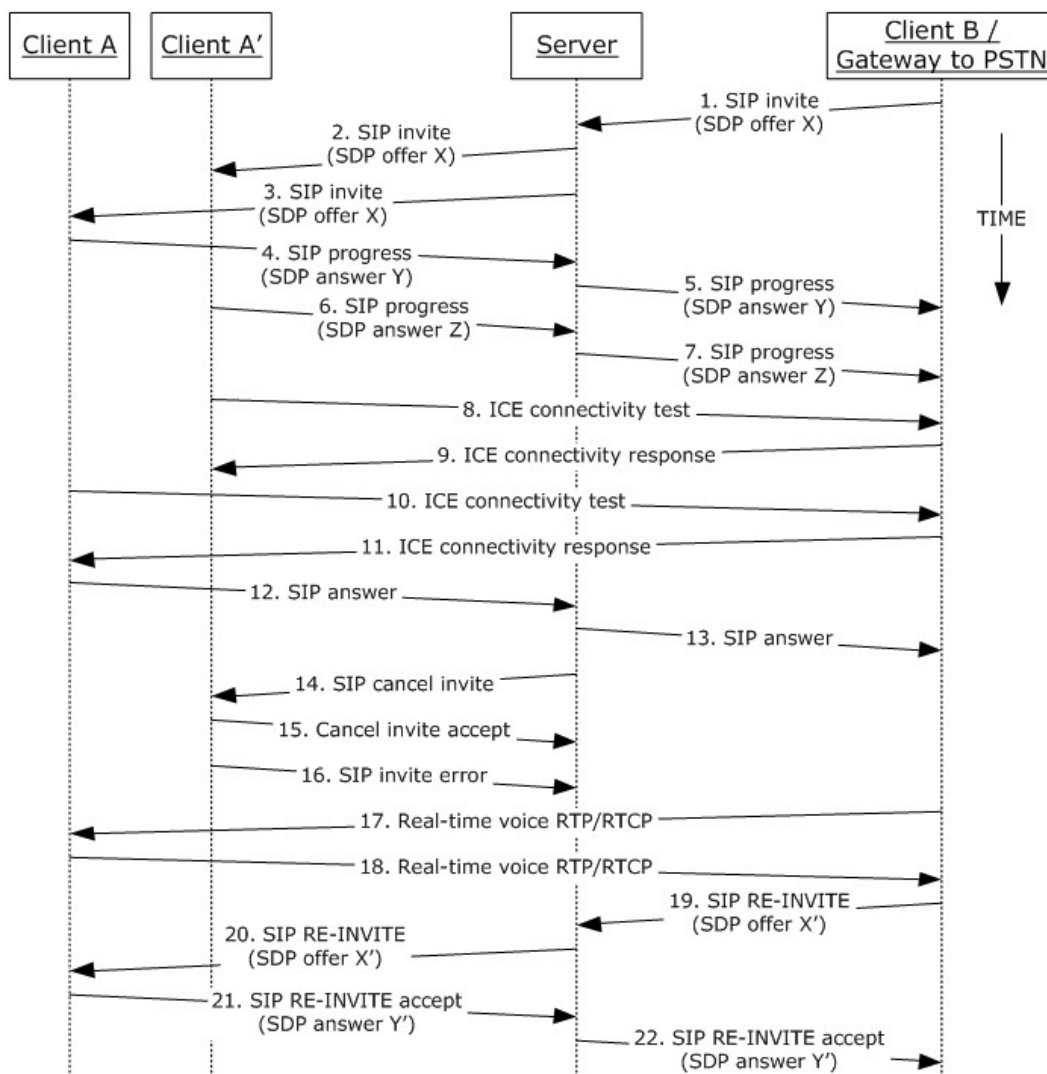 Client A
Client A′
Server
Client B /
Gateway to PSTN
1. SIP invite
(SDP offer X)
2. SIP invite
(SDP offer X)
3. SIP invite
(SDP offer X)
TIME
4. SIP progress
(SDP answer Y)
5. SIP progress
(SDP answer Y)
6. SIP progress
(SDP answer Z)
7. SIP progress
(SDP answer Z)
8. ICE connectivity test
9. ICE connectivity response
10. ICE connectivity test
11. ICE connectivity response
12. SIP answer
13. SIP answer
14. SIP cancel invite
15. Cancel invite accept
16. SIP invite error
17. Real-time voice RTP/RTCP
18. Real-time voice RTP/RTCP
19. SIP RE-INVITE
(SDP offer X′)
20. SIP RE-INVITE
(SDP offer X′)
21. SIP RE-INVITE accept
(SDP answer Y′)
22. SIP RE-INVITE accept
(SDP answer Y′)